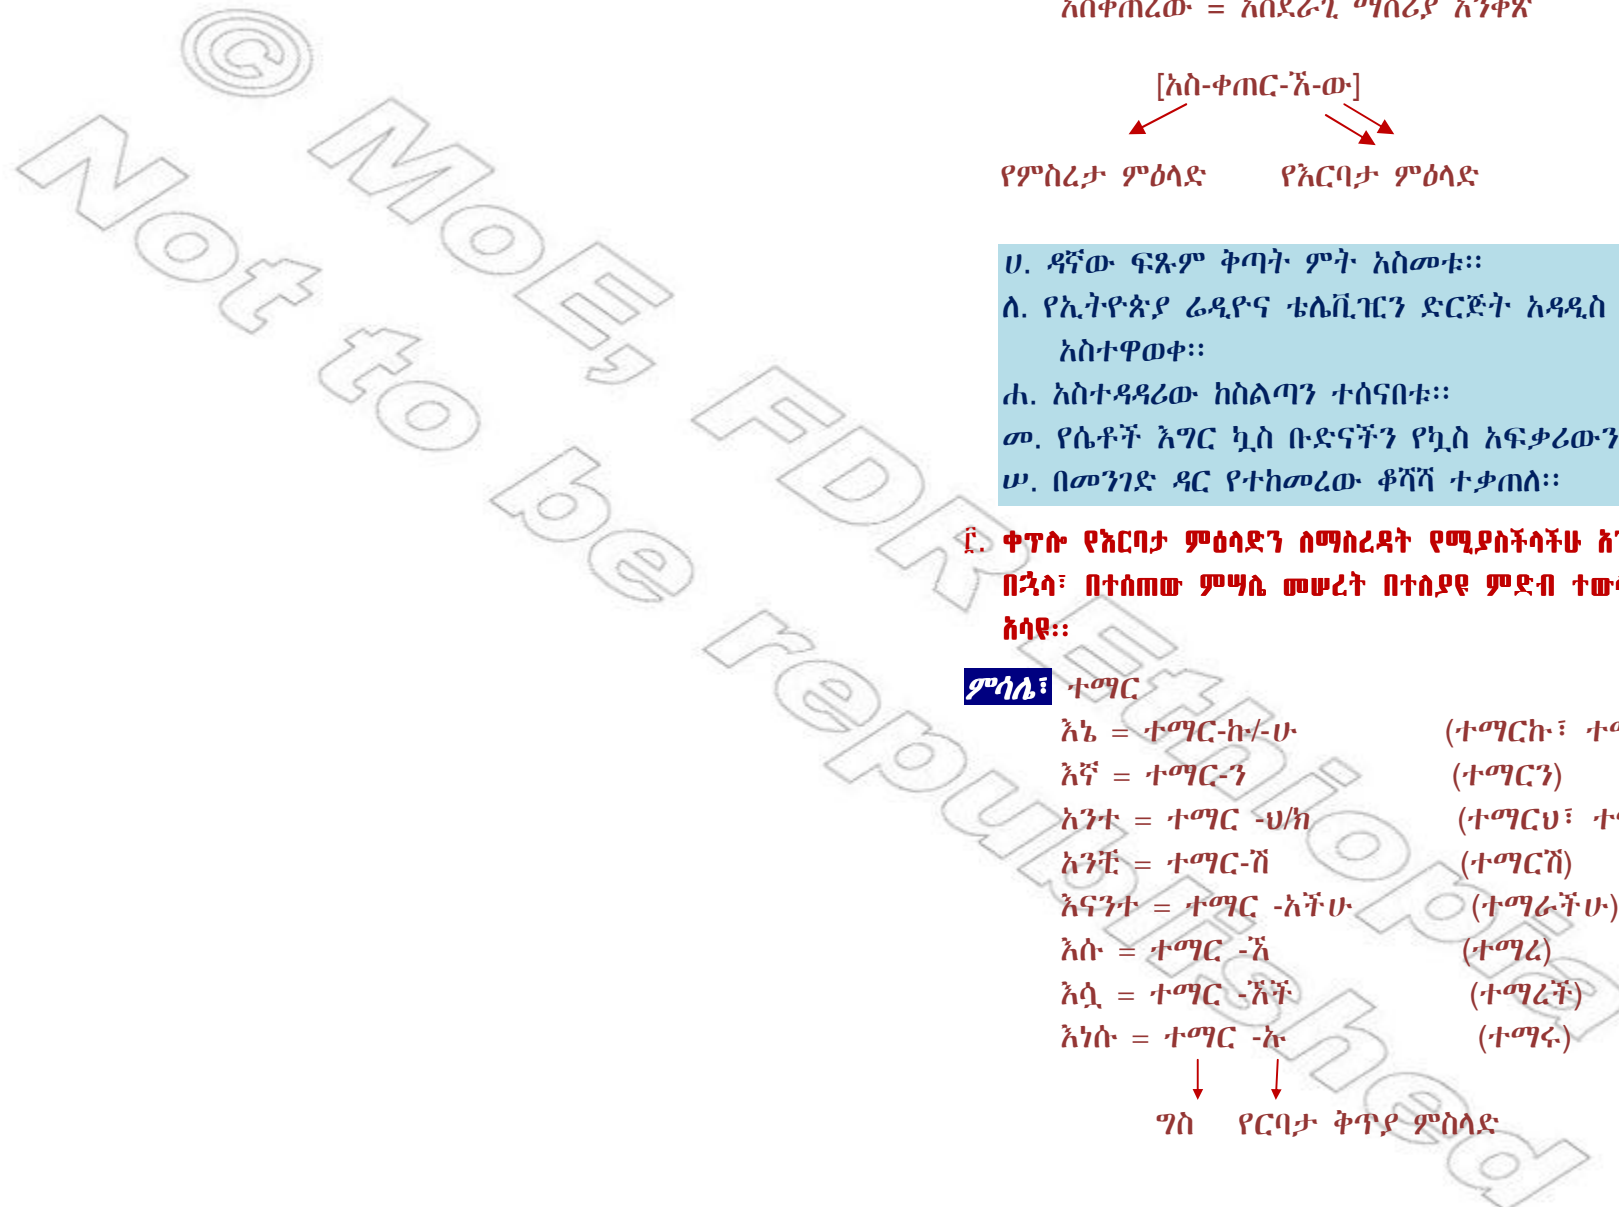 አስቀጠረው = አስደራጊ ማሰሪያ አንቀጽ
[አስ-ቀጠር-ኧ-ው]
የምስረታ ምዕላድ የእርባታ ምዕላድ
ሀ. ዳኛው ፍጹም ቅጣት ምት አስመቱ፡፡
ለ. የኢትዮጵያ ሬዲዮና ቴሌቪዢርን ድርጅት አዳዲስ
አስተዋወቀ፡፡
ሐ. አስተዳዳሪው ከስልጣን ተሰናበቱ፡፡
መ. የሴቶች እግር ኳስ ቡድናችን የኳስ አፍቃሪውን
ሠ. በመንገድ ዳር የተከመረው ቆሻሻ ተቃጠለ፡፡
፫. ቀጥሎ የእርባታ ምዕላድን ለማስረዳት የሚያስችላችሁ
በኋላ፣ በተሰጠው ምሣሌ መሠረት በተለያዩ ምድብ
አሳዩ፡፡
ምሳሌ፣ ተማር
እኔ = ተማር-ኩ/-ሁ (ተማርኩ፣
እኛ = ተማር-ን (ተማርን)
አንተ = ተማር -ህ/ክ (ተማርህ፣
አንቺ = ተማር-ሽ (ተማርሽ)
እናንተ = ተማር -አችሁ (ተማራችሁ)
እሱ = ተማር -ኧ (ተማረ)
እሷ = ተማር -ኧች (ተማረች)
እነሱ = ተማር -ኡ (ተማሩ)
ግስ የርባታ ቅጥያ ምስላድ
© MoE, FDR Ethiopia
Not to be republished